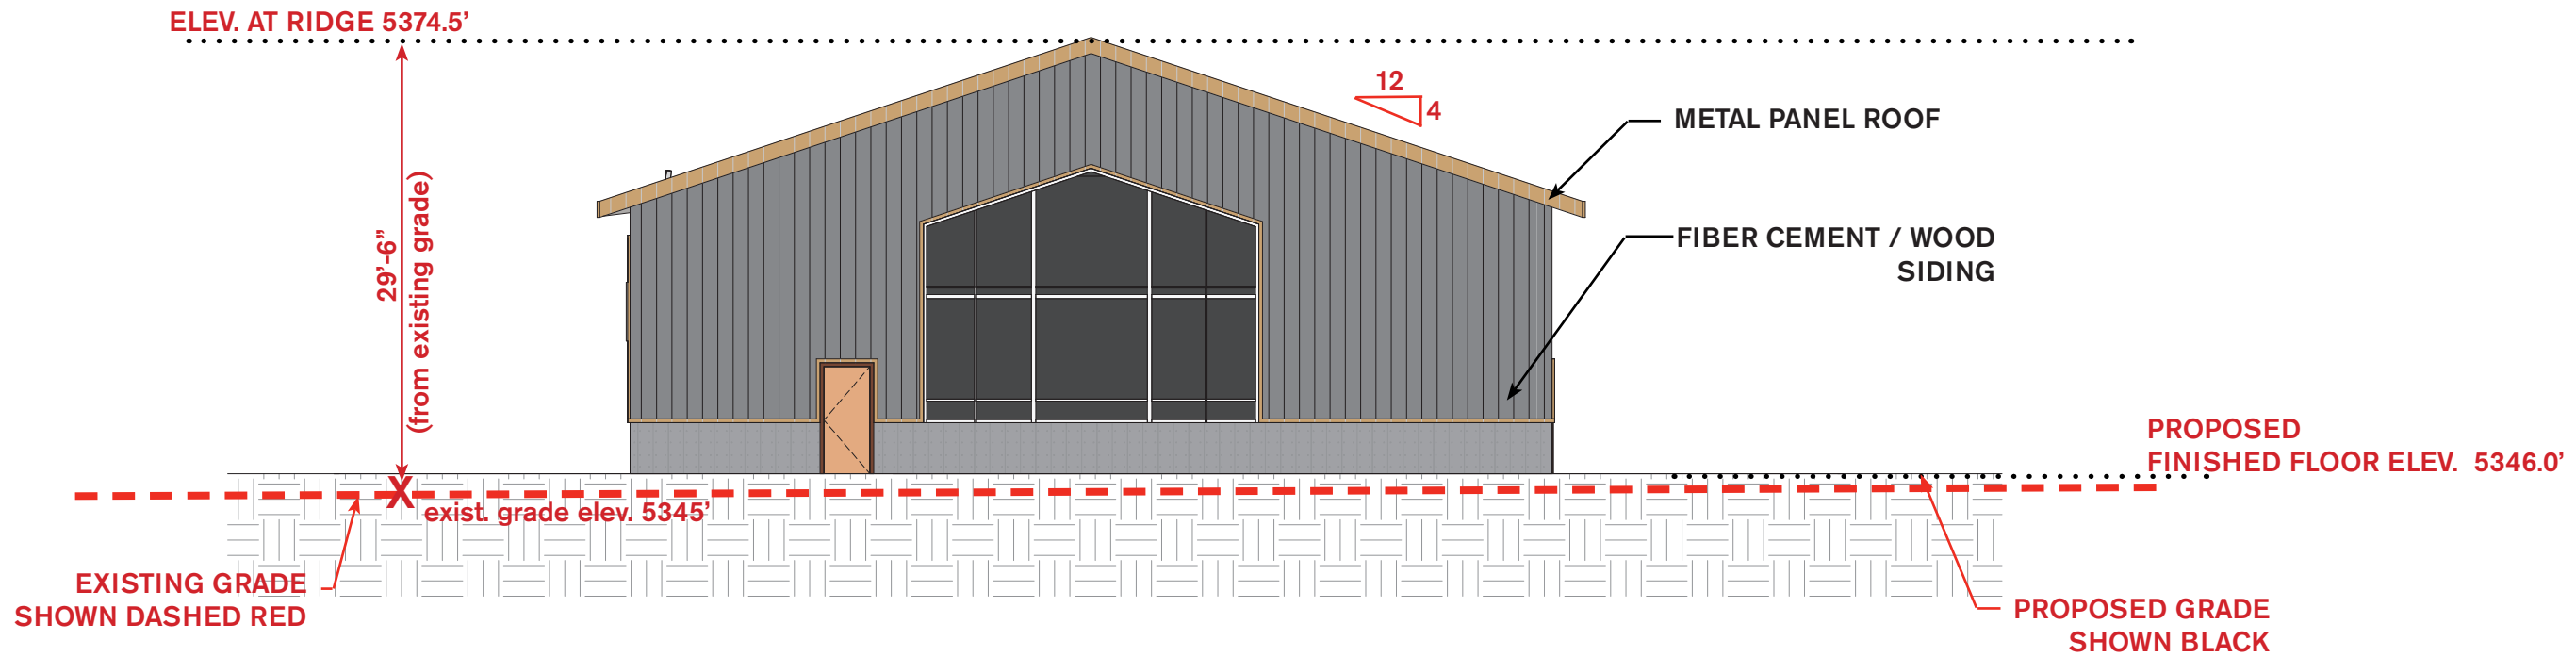 ELEV. AT RIDGE 5374.5’
12
4
METAL PANEL ROOF
29’-6”
(from existing grade)
FIBER CEMENT / WOOD
SIDING
PROPOSED
FINISHED FLOOR ELEV. 5346.0’
X
exist. grade elev. 5345’
EXISTING GRADE
SHOWN DASHED RED
PROPOSED GRADE
SHOWN BLACK